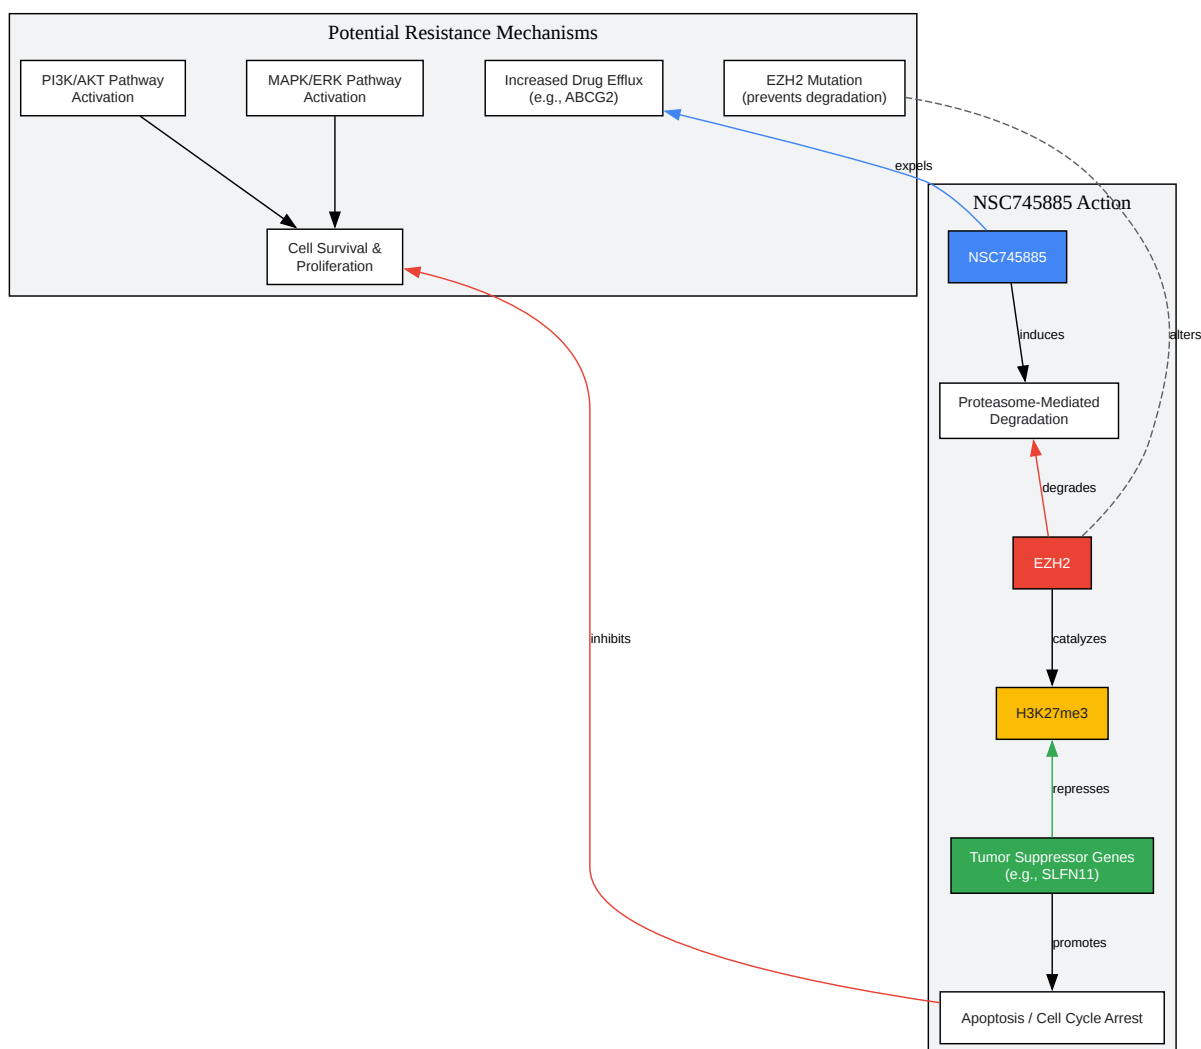 Potential Resistance Mechanisms
PI3K/AKT Pathway
Activation
MAPK/ERK Pathway
Activation
Increased Drug Efflux
(e.g., ABCG2)
EZH2 Mutation
(prevents degradation)
expels
Cell Survival &
Proliferation
NSC745885 Action
NSC745885
induces
alters
Proteasome-Mediated
Degradation
degrades
EZH2
inhibits
catalyzes
H3K27me3
represses
Tumor Suppressor Genes
(e.g., SLFN11)
promotes
Apoptosis / Cell Cycle Arrest